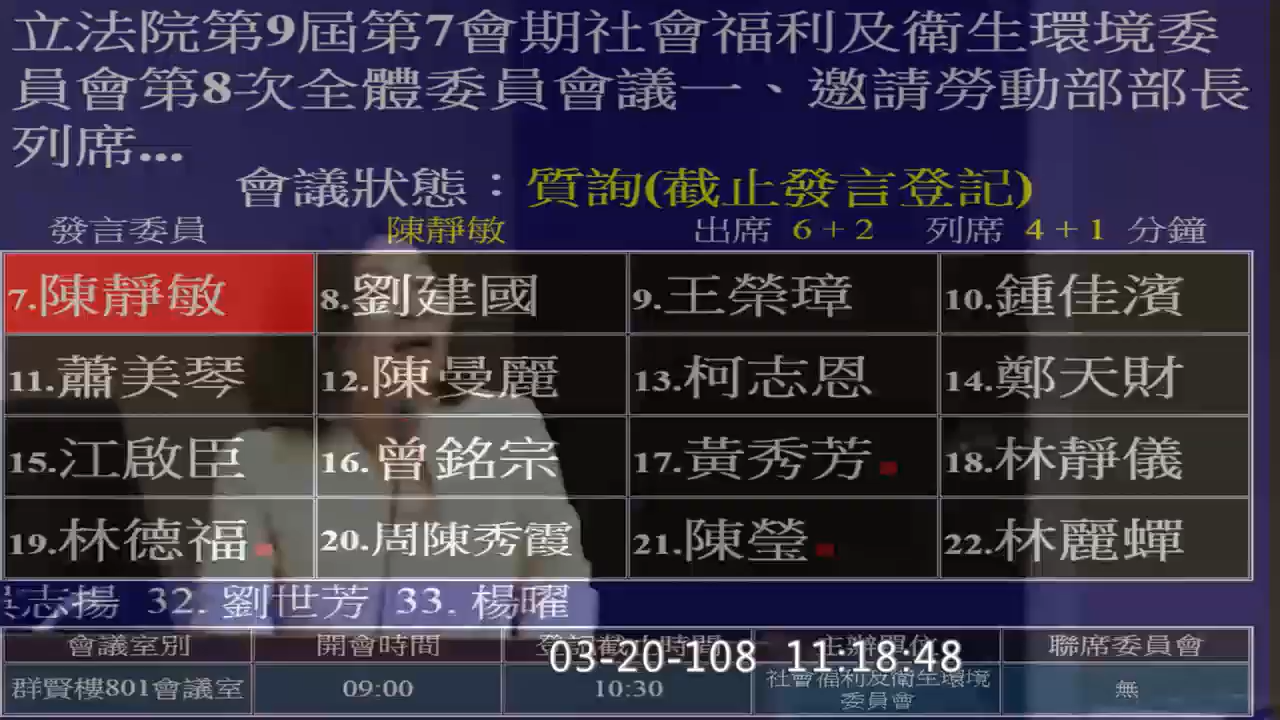 立法院第9屆第7會期社會福利及衛生環境委
員會第8次全體委員會議一、邀請勞動部部長
列席...
會議狀態：質詢(截止發言登記)
發言委員 陳靜敏 出席 6+2 列席 4+1 分鐘
7.陳靜敏 8.劉建國 9.王榮璋 10.鍾佳濱
11.蕭美琴 12.陳曼麗 13.柯志恩 14.鄭天財
15.江啟臣 16.曾銘宗 17.黃秀芳 18.林靜儀
19.林德福 20.周陳秀霞 21.陳瑩 22.林麗蟬
志揚 32. 劉世芳 33. 楊曜
會議室別 開會時間 登記截止時間 主辦單位 聯席委員會
03-20-108 11:18:48
群賢樓801會議室 09:00 10:30 社會福利及衛生環境 無
委員會